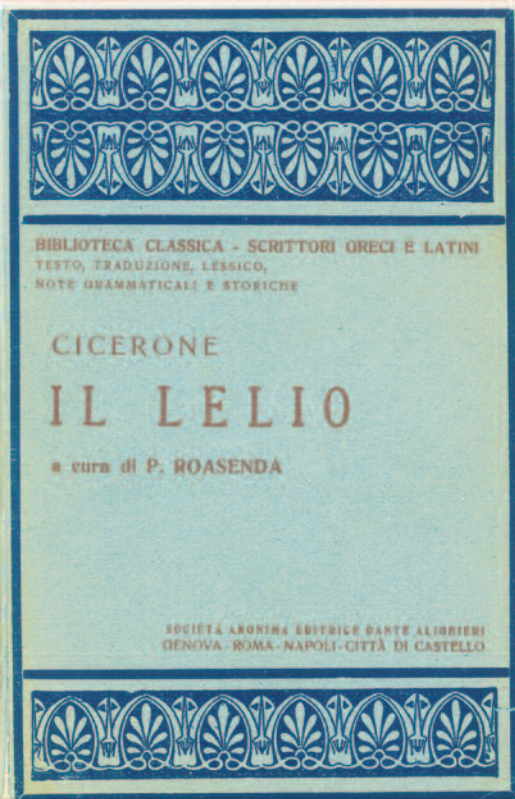 BIBLIOTECA CLASSICA - SCRITTORI GRECI E LATINI
TESTO, TRADUZIONE, LESSICO,
NOTE GRAMMATICALI E STORICHE
CICERONE
IL LELIO
a cura di P. ROASENDA
SOCIETÀ ANONIMA EDITRICE DANTE ALIGHIERI
GENOVA - ROMA - NAPOLI - CITTÀ DI CASTELLO